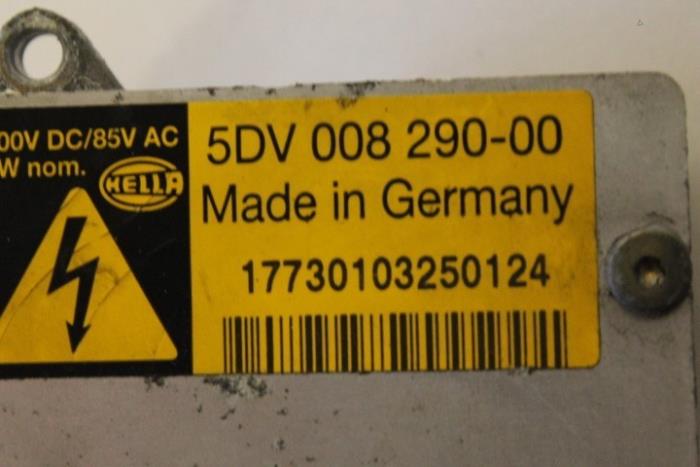 00V DC/85V AC
W nom.
HELLA
5DV 008 290-00
Made in Germany
17730103250124